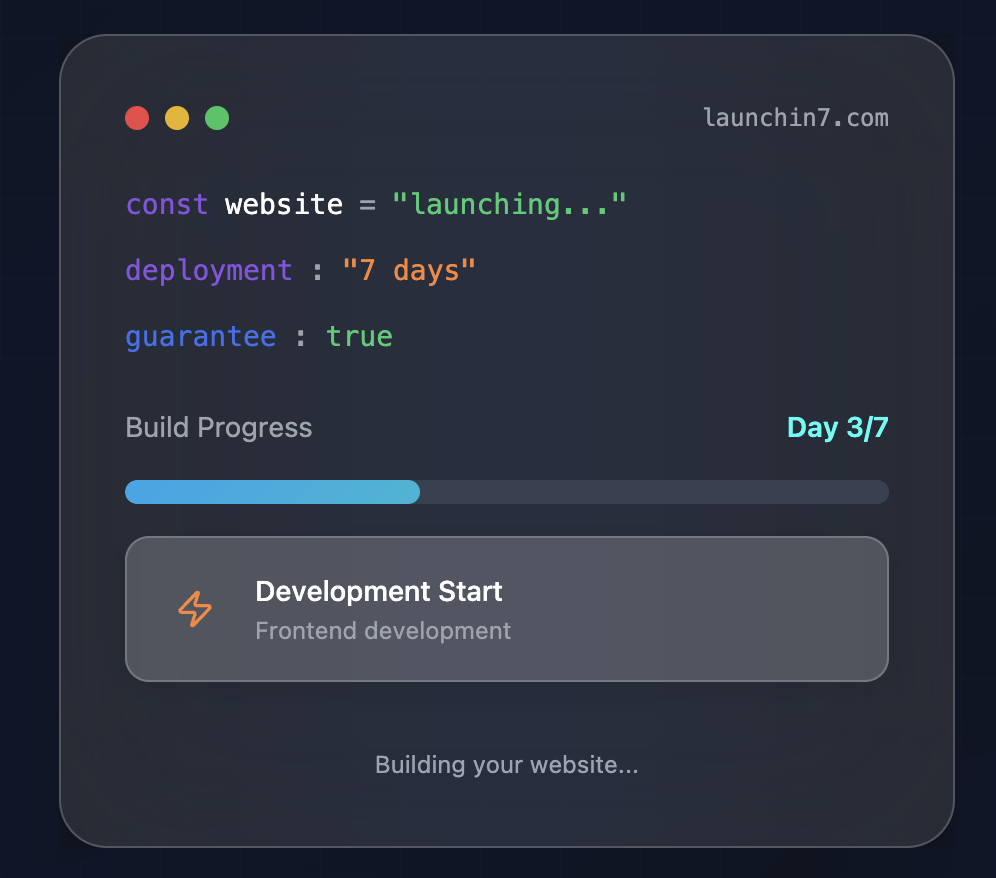 launchin7.com
const website = "launching..."
deployment : "7 days"
guarantee : true
Build Progress
Day 3/7
Development Start
Frontend development
Building your website...